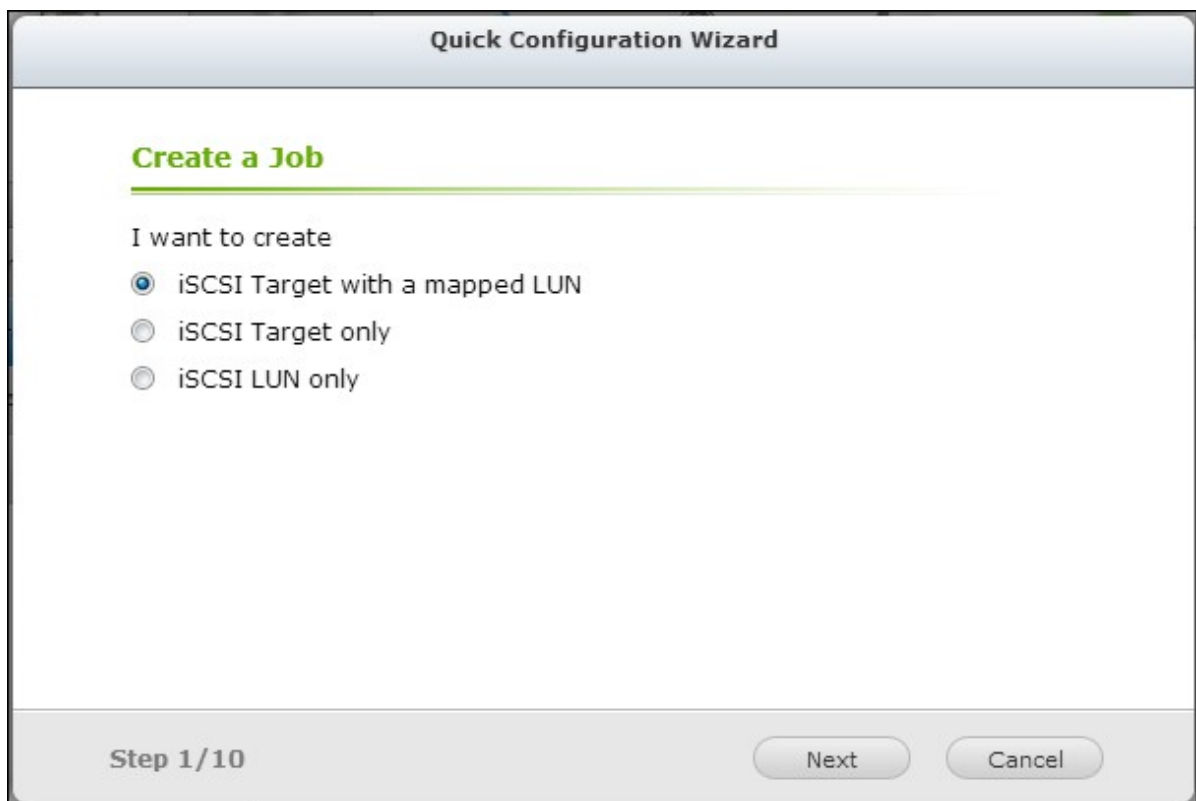 Quick Configuration Wizard
Create a Job
I want to create
iSCSI Target with a mapped LUN
iSCSI Target only
iSCSI LUN only
Step 1/10
Next
Cancel